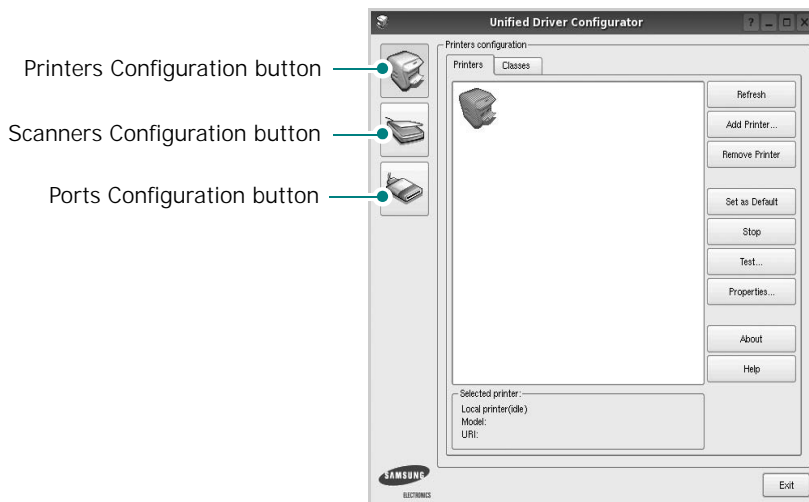 Unified Driver Configurator
?
Printers Configuration button
Scanners Configuration button
Ports Configuration button
Printers configuration
Printers
Classes
Refresh
Add Printer...
Remove Printer
Set as Default
Stop
Test...
Properties...
About
Help
Selected printer:
Local printer(idle)
Model:
URI:
SAMSUNG
ELECTRONICS
Exit